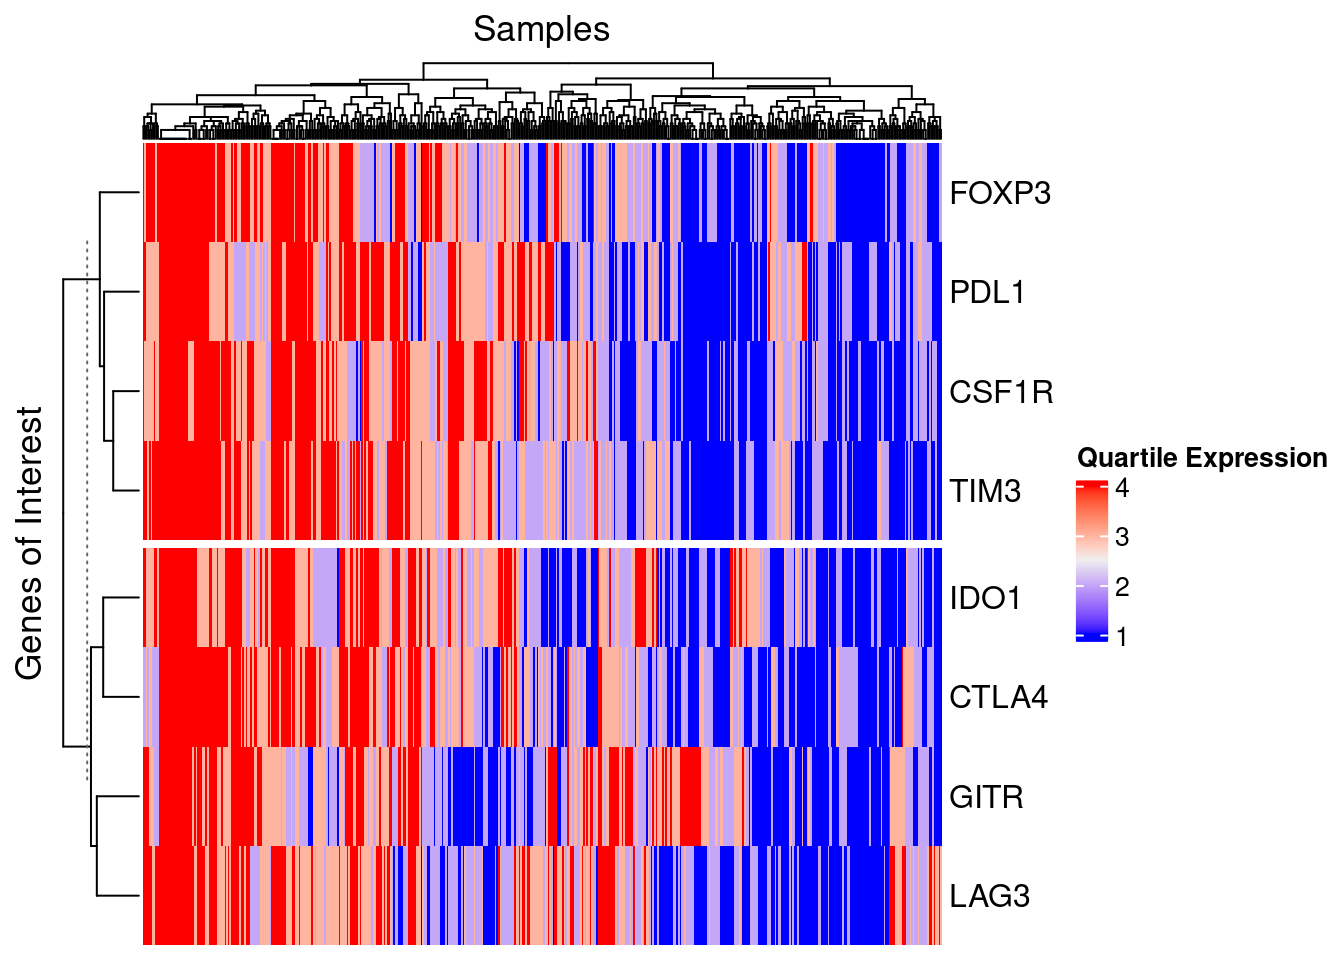 Samples
Genes of Interest
FOXP3
PDL1
CSF1R
TIM3
IDO1
CTLA4
GITR
LAG3
Quartile Expression
4
3
2
1